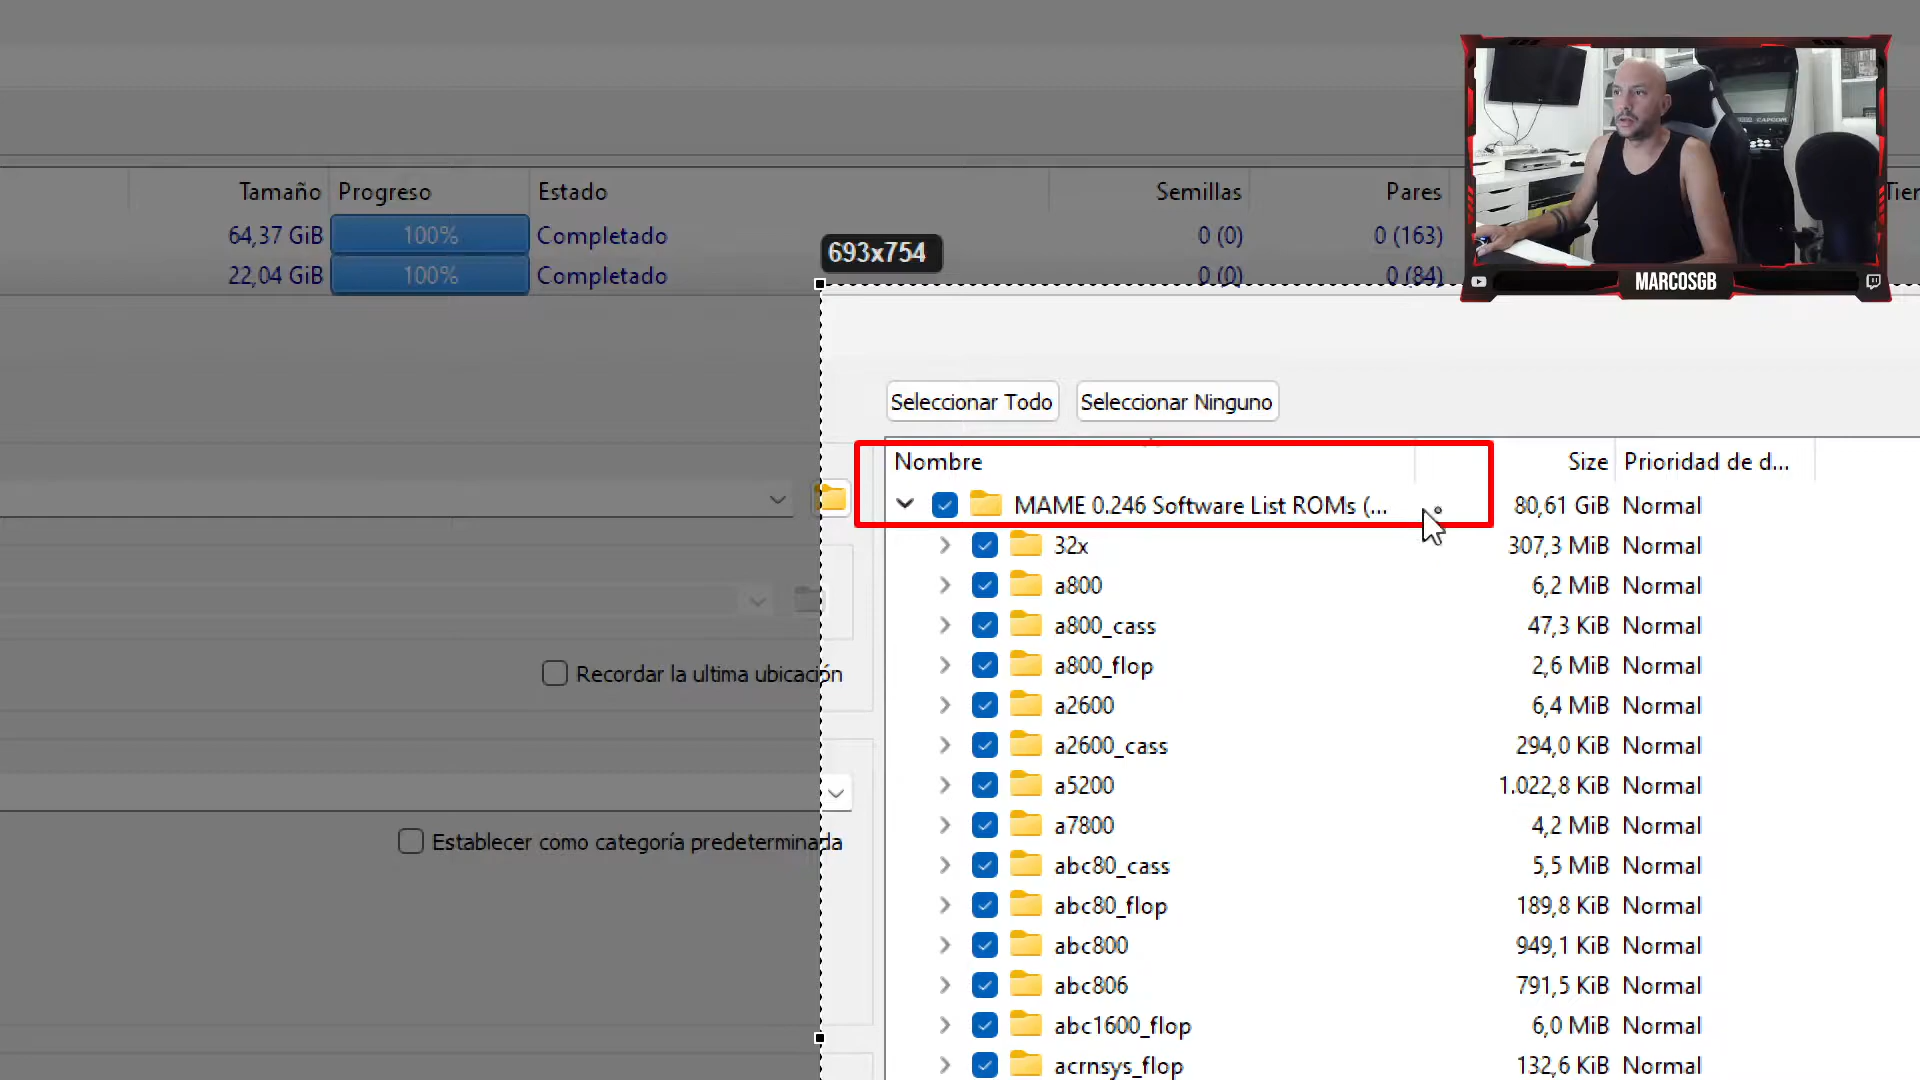 Tamaño Progreso Estado Semillas Pares Tier
64,37 GiB 100% Completado 0 (0) 0 (163)
22,04 GiB 100% Completado 0 (0) 0 (84)
693x754
CAPCOM
MARCOSGB
Seleccionar Todo Seleccionar Ninguno
Nombre Size Prioridad de d...
MAME 0.246 Software List ROMs (... 80,61 GiB Normal
32x 307,3 MiB Normal
a800 6,2 MiB Normal
a800_cass 47,3 KiB Normal
a800_flop 2,6 MiB Normal
Recordar la ultima ubicación
a2600 6,4 MiB Normal
a2600_cass 294,0 KiB Normal
a5200 1.022,8 KiB Normal
a7800 4,2 MiB Normal
Establecer como categoría predeterminada
abc80_cass 5,5 MiB Normal
abc80_flop 189,8 KiB Normal
abc800 949,1 KiB Normal
abc806 791,5 KiB Normal
abc1600_flop 6,0 MiB Normal
acrnsys_flop 132,6 KiB Normal